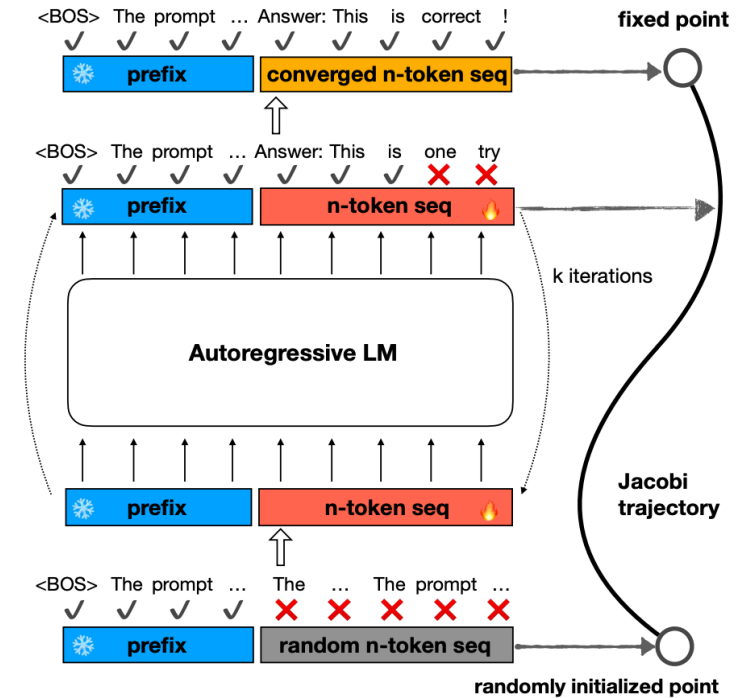 <BOS> The prompt ... Answer: This is correct !
fixed point
prefix
converged n-token seq
<BOS> The prompt ... Answer: This is one try
prefix
n-token seq
k iterations
Autoregressive LM
Jacobi
trajectory
prefix
n-token seq
<BOS> The prompt ... The ... The prompt ...
prefix
random n-token seq
randomly initialized point